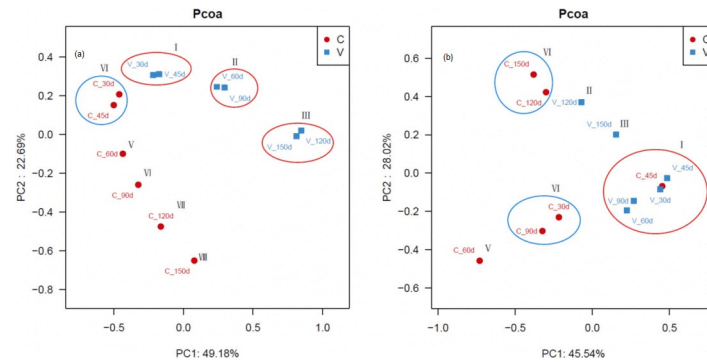 Pcoa
(a)
C
V
I
V_30d
V_45d
II
V_60d
V_90d
VI
C_30d
C_45d
III
V_150d
V_120d
V
C_60d
VI
C_90d
VII
C_120d
VIII
C_150d
PC2 : 22.69%
0.4
0.2
0.0
−0.2
−0.4
−0.6
−0.8
−0.5
0.0
0.5
1.0
PC1: 49.18%
Pcoa
(b)
C
V
VI
C_150d
C_120d
II
V_120d
III
V_150d
I
C_45d
V_45d
V_90d
V_30d
V_60d
VI
C_30d
C_90d
V
C_60d
PC2 : 28.02%
0.6
0.4
0.2
0.0
−0.2
−0.4
−0.6
−1.0
−0.5
0.0
0.5
PC1: 45.54%